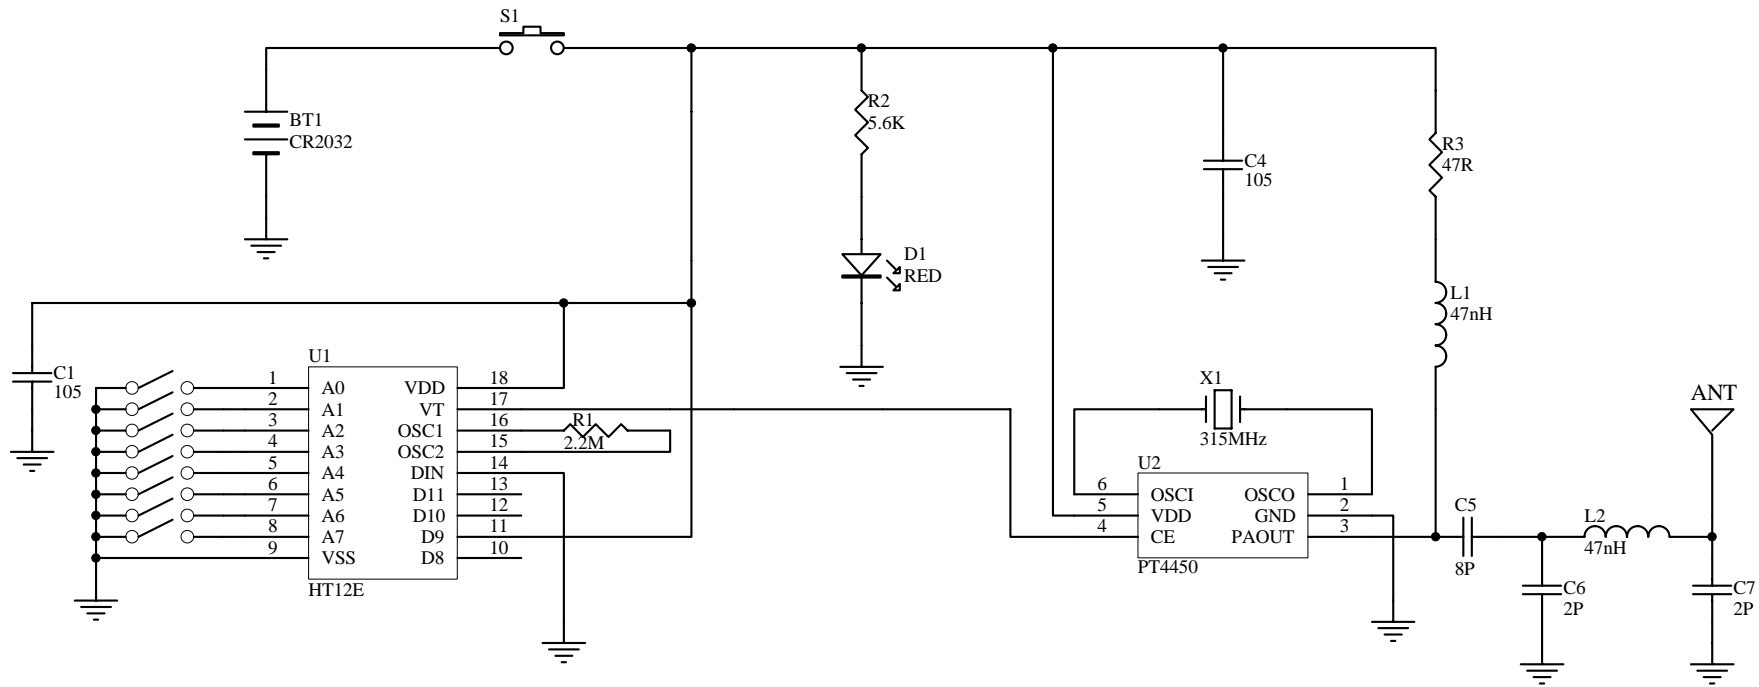 S1
BT1
CR2032
R2
5.6K
C4
105
R3
47R
D1
RED
L1
47nH
C1
105
U1
1 A0 VDD 18
2 A1 VT 17
3 A2 OSC1 16
4 A3 OSC2 15
5 A4 DIN 14
6 A5 D11 13
7 A6 D10 12
8 A7 D9 11
9 VSS D8 10
HT12E
R1
2.2M
X1
315MHz
U2
6 OSCI OSCO 1
5 VDD GND 2
4 CE PAOUT 3
PT4450
C5
8P
L2
47nH
ANT
C6
2P
C7
2P